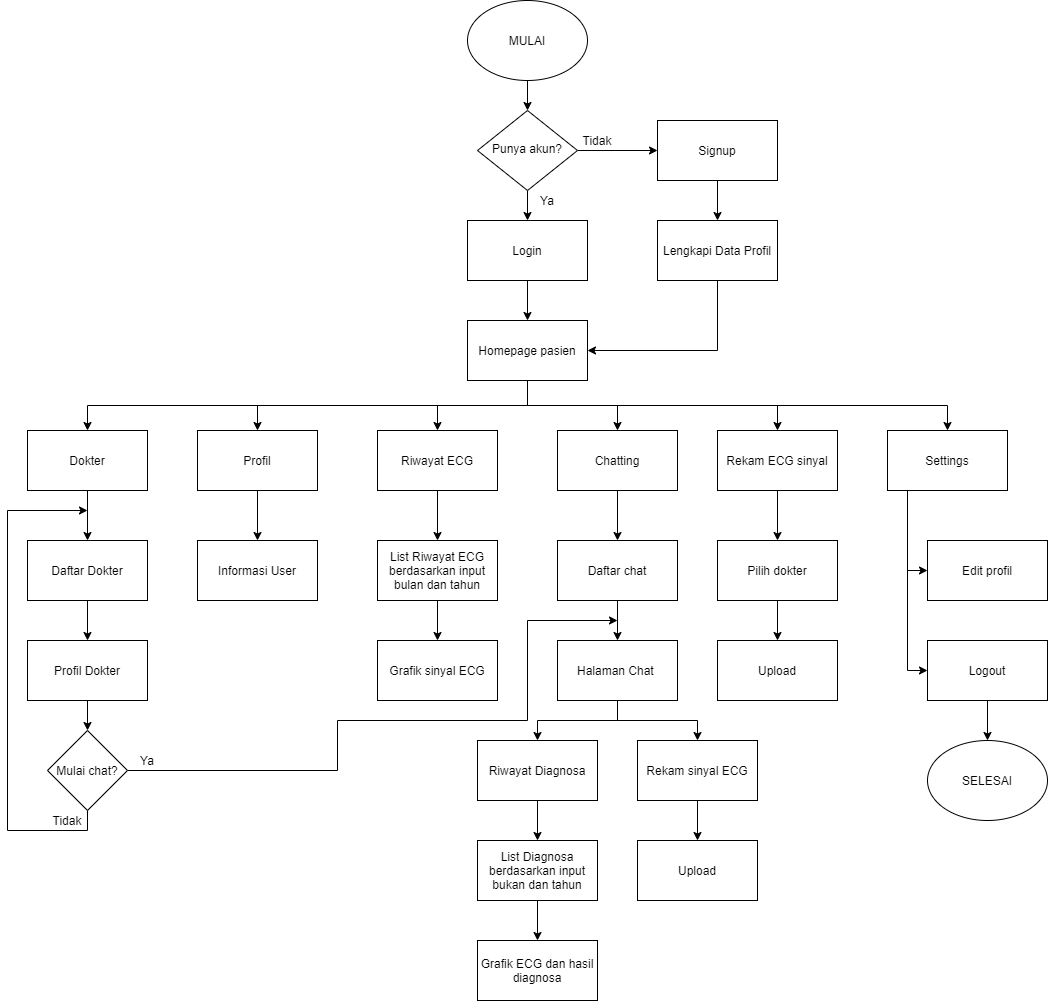 MULAI
Punya akun?
Tidak
Signup
Ya
Login
Lengkapi Data Profil
Homepage pasien
Dokter
Profil
Riwayat ECG
Chatting
Rekam ECG sinyal
Settings
Daftar Dokter
Informasi User
List Riwayat ECG
berdasarkan input
bulan dan tahun
Daftar chat
Pilih dokter
Edit profil
Profil Dokter
Grafik sinyal ECG
Halaman Chat
Upload
Logout
Mulai chat?
Ya
Tidak
Riwayat Diagnosa
Rekam sinyal ECG
SELESAI
List Diagnosa
berdasarkan input
bukan dan tahun
Upload
Grafik ECG dan hasil
diagnosa